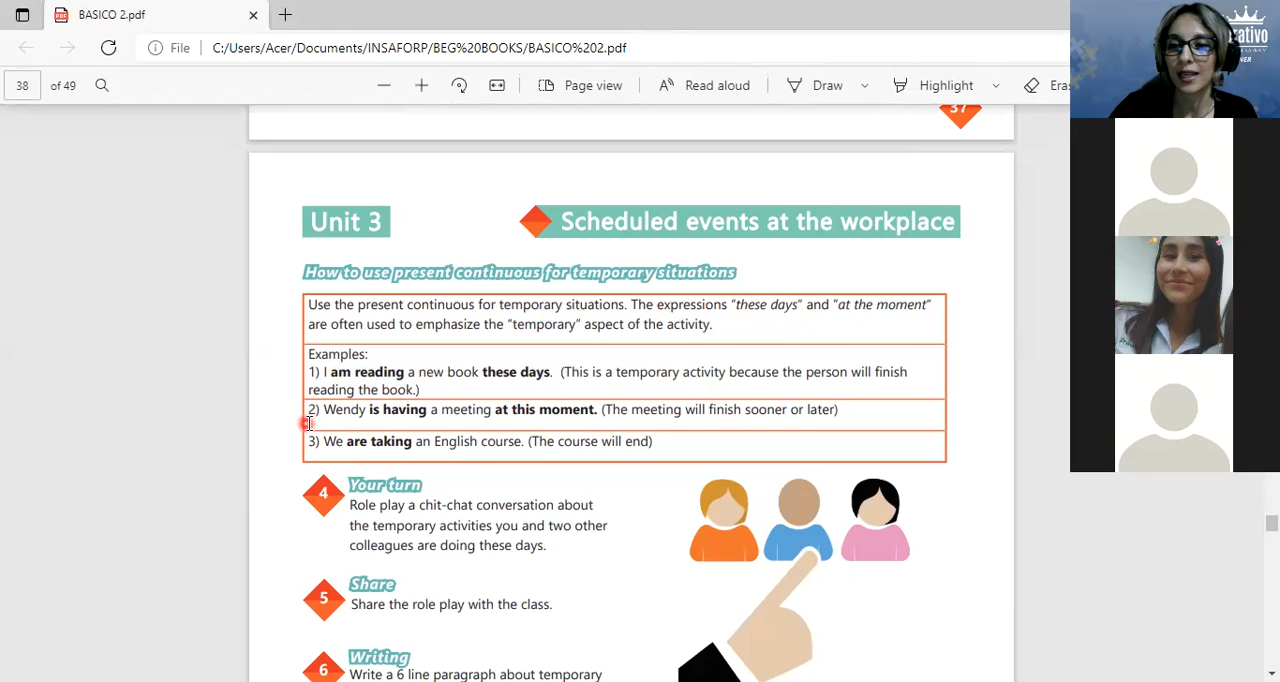 BASICO 2.pdf
File
C:/Users/Acer/Documents/INSAFORP/BEG%20BOOKS/BASICO%202.pdf
38 of 49
Page view
Read aloud
Draw
Highlight
Eras
rativo
NER
37
Unit 3
Scheduled events at the workplace
How to use present continuous for temporary situations
Use the present continuous for temporary situations. The expressions "these days" and "at the moment"
are often used to emphasize the "temporary" aspect of the activity.
Examples:
1) I am reading a new book these days. (This is a temporary activity because the person will finish
reading the book.)
2) Wendy is having a meeting at this moment. (The meeting will finish sooner or later)
3) We are taking an English course. (The course will end)
4 Your turn
Role play a chit-chat conversation about
the temporary activities you and two other
colleagues are doing these days.
5 Share
Share the role play with the class.
6 Writing
Write a 6 line paragraph about temporary